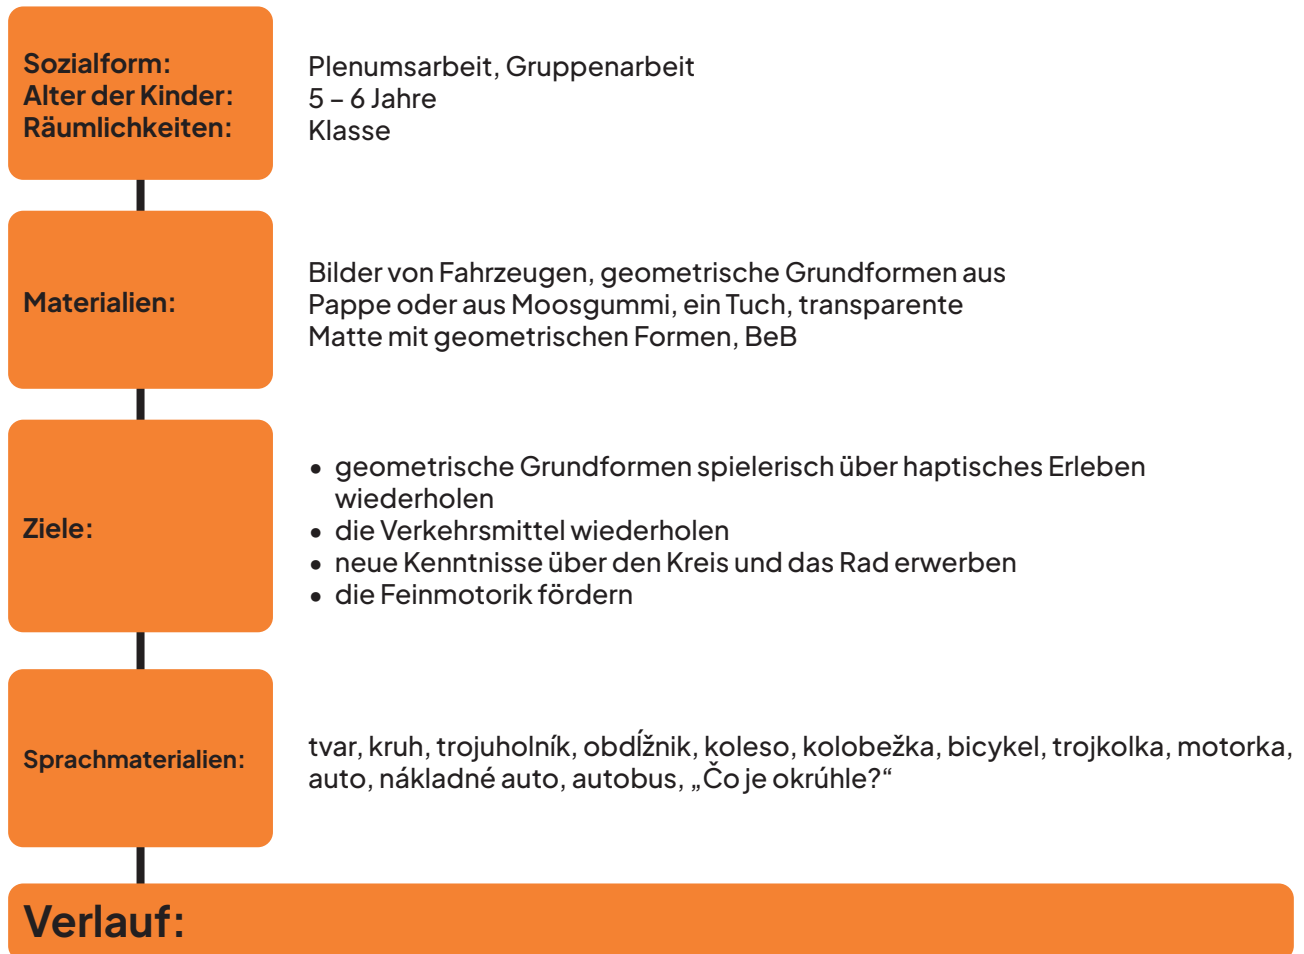 Sozialform:
Alter der Kinder:
Räumlichkeiten:
Plenumsarbeit, Gruppenarbeit
5 – 6 Jahre
Klasse
Materialien:
Bilder von Fahrzeugen, geometrische Grundformen aus
Pappe oder aus Moosgummi, ein Tuch, transparente
Matte mit geometrischen Formen, BeB
Ziele:
• geometrische Grundformen spielerisch über haptisches Erleben
wiederholen
• die Verkehrsmittel wiederholen
• neue Kenntnisse über den Kreis und das Rad erwerben
• die Feinmotorik fördern
Sprachmaterialien:
tvar, kruh, trojuholník, obdĺžnik, koleso, kolobežka, bicykel, trojkolka, motorka,
auto, nákladné auto, autobus, „Čo je okrúhle?“
Verlauf: